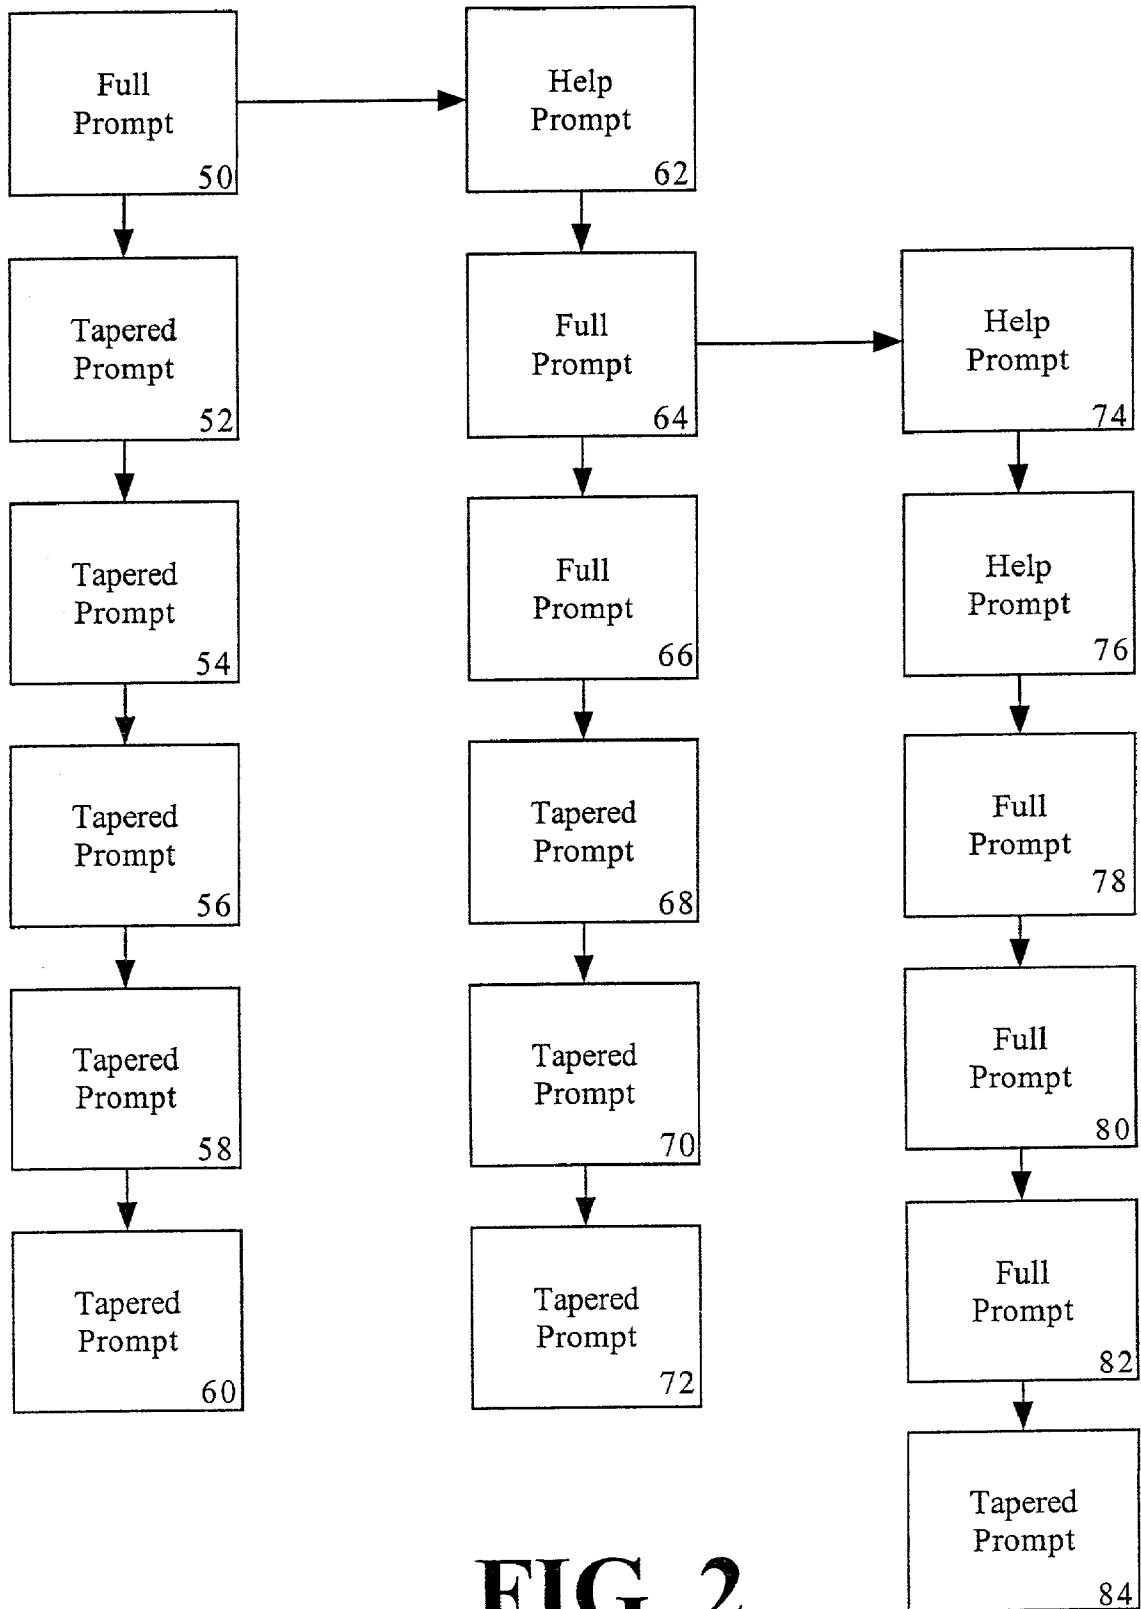 Full
Prompt
50
Help
Prompt
62
Tapered
Prompt
52
Full
Prompt
64
Help
Prompt
74
Tapered
Prompt
54
Full
Prompt
66
Help
Prompt
76
Tapered
Prompt
56
Tapered
Prompt
68
Full
Prompt
78
Tapered
Prompt
58
Tapered
Prompt
70
Full
Prompt
80
Tapered
Prompt
60
Tapered
Prompt
72
Full
Prompt
82
Tapered
Prompt
84
FIG. 2